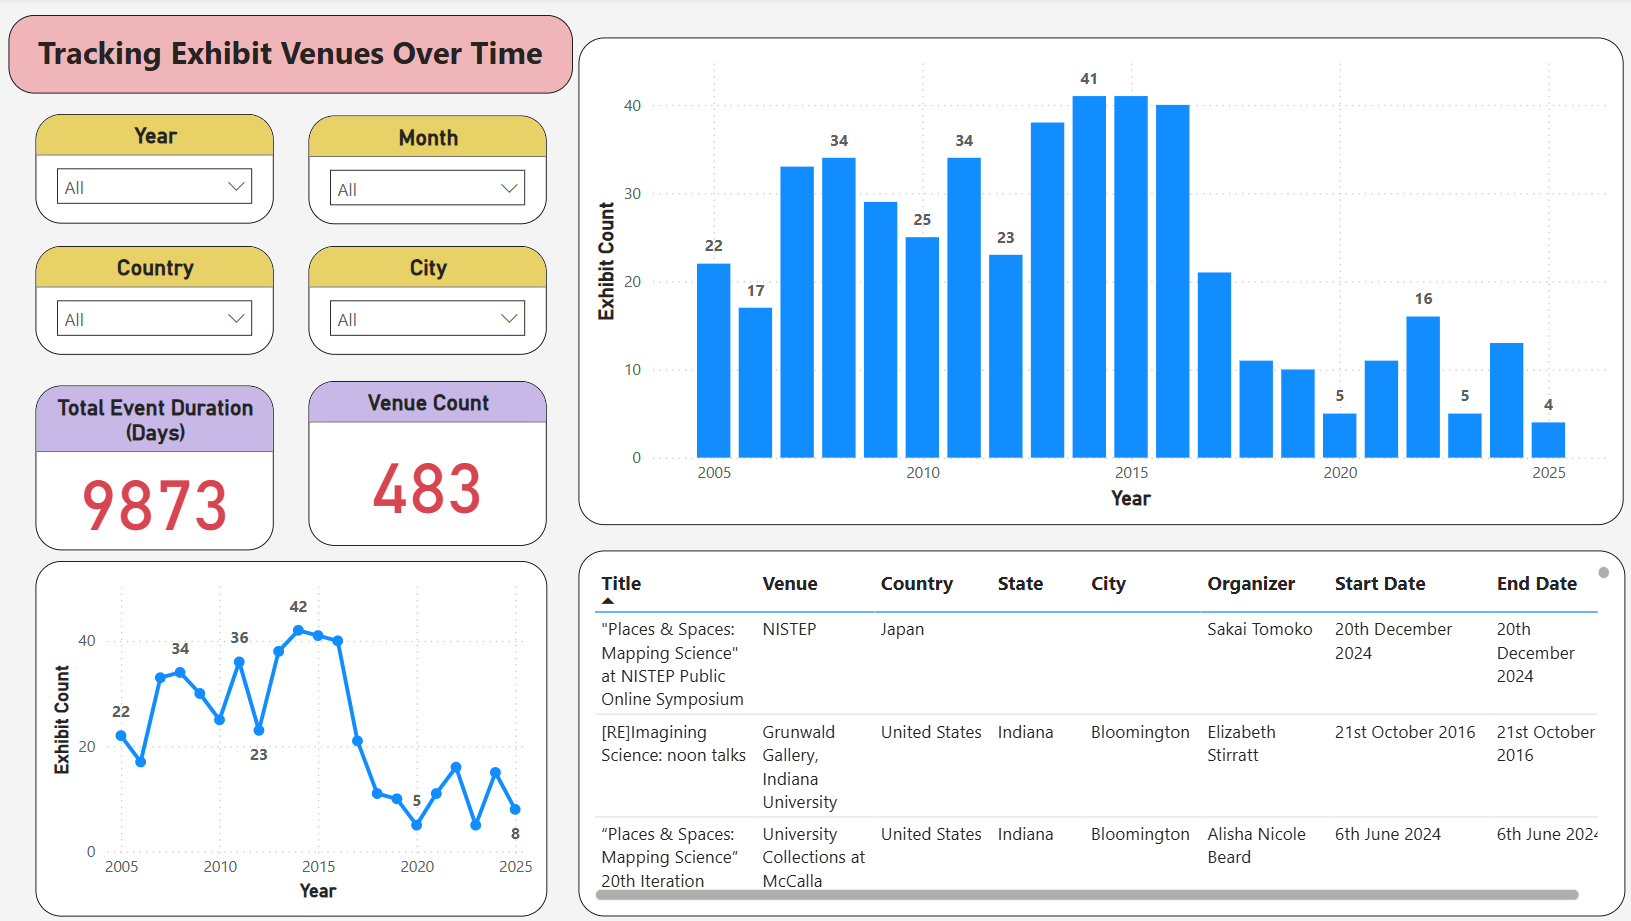 Tracking Exhibit Venues Over Time
Year
All
Month
All
Country
All
City
All
Total Event Duration
(Days)
9873
Venue Count
483
Exhibit Count
40
30
20
10
0
22
17
34
25
34
23
41
5
16
5
4
2005
2010
2015
2020
2025
Year
Exhibit Count
40
20
0
22
34
36
23
42
5
8
2005
2010
2015
2020
2025
Year
Title
Venue
Country
State
City
Organizer
Start Date
End Date
"Places & Spaces:
Mapping Science"
at NISTEP Public
Online Symposium
NISTEP
Japan
Sakai Tomoko
20th December
2024
20th
December
2024
[RE]Imagining
Science: noon talks
Grunwald
Gallery,
Indiana
University
United States
Indiana
Bloomington
Elizabeth
Stirratt
21st October 2016
21st October
2016
“Places & Spaces:
Mapping Science”
20th Iteration
University
Collections at
McCalla
United States
Indiana
Bloomington
Alisha Nicole
Beard
6th June 2024
6th June 2024